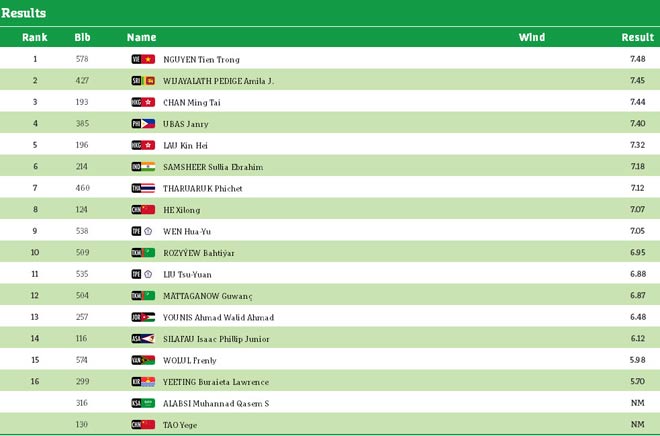 Results
Rank Bib Name Wind Result
1 578 VIE NGUYEN Tien Trong 7.48
2 427 SRI WIJAYALATH PEDIGE Amila J. 7.45
3 193 HKG CHAN Ming Tai 7.44
4 385 PHI UBAS Janry 7.40
5 196 HKG LAU Kin Hei 7.32
6 214 IND SAMSHEER Sullia Ebrahim 7.18
7 460 THA THARUARUK Phichet 7.12
8 124 CHN HE Xilong 7.07
9 538 TPE WEN Hua-Yu 7.05
10 509 TKM ROZYÝEW Bahtiýar 6.95
11 535 TPE LIU Tsu-Yuan 6.88
12 504 TKM MÄTTAGANOW Guwanç 6.87
13 257 JOR YOUNIS Ahmad Walid Ahmad 6.48
14 116 ASA SILAFAU Isaac Phillip Junior 6.12
15 574 VAN WOLUL Frenly 5.98
16 299 KIR YEETING Buraieta Lawrence 5.70
316 KSA ALABSI Muhannad Qasem S NM
130 CHN TAO Yege NM